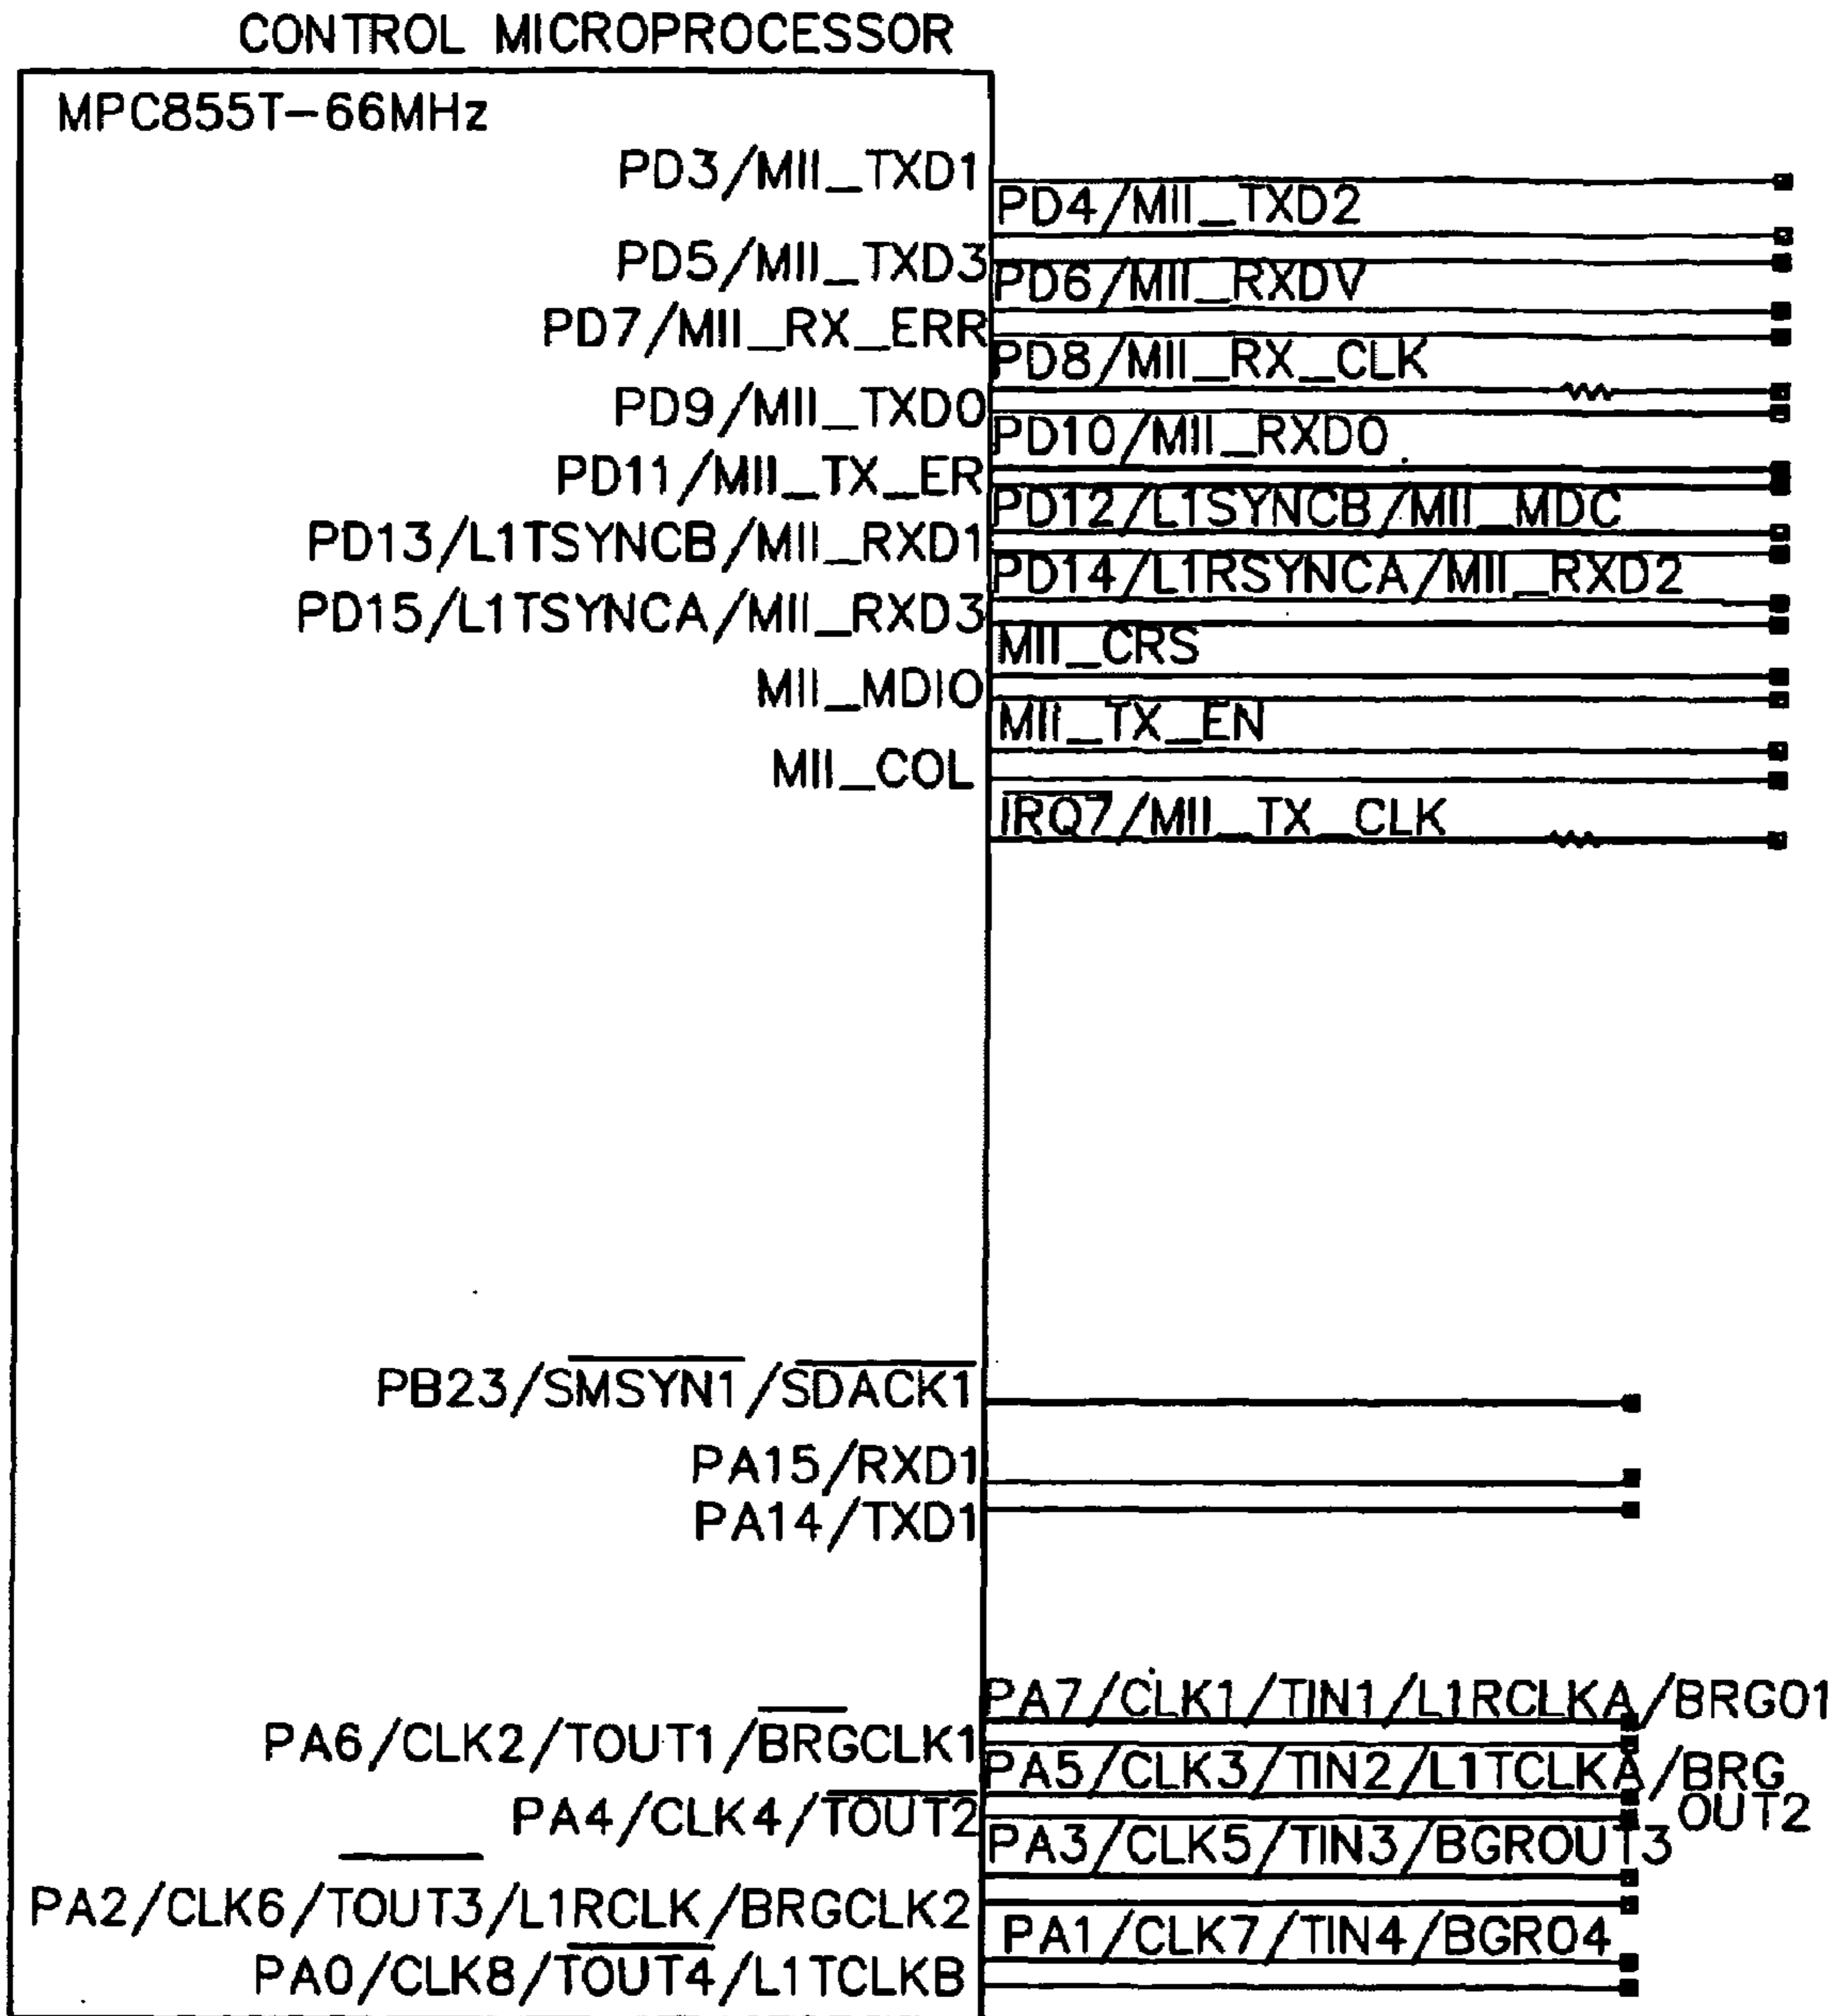 CONTROL MICROPROCESSOR
MPC855T-66MHz
PD3/MII_TXD1
PD4/MII_TXD2
PD5/MII_TXD3
PD6/MII_RXDV
PD7/MII_RX_ERR
PD8/MII_RX_CLK
PD9/MII_TXD0
PD10/MII_RXD0
PD11/MII_TX_ER
PD12/L1SYNCB/MII_MDC
PD13/L1TSYNCB/MII_RXD1
PD14/L1RSYNCA/MII_RXD2
PD15/L1TSYNCA/MII_RXD3
MII_CRS
MII_MDIO
MII_TX_EN
MII_COL
IRQ7/MII_TX_CLK
PB23/SMSYN1/SDACK1
PA15/RXD1
PA14/TXD1
PA7/CLK1/TIN1/L1RCLKA/BRGO1
PA6/CLK2/TOUT1/BRGCLK1
PA5/CLK3/TIN2/L1TCLKA/BRG
OUT2
PA4/CLK4/TOUT2
PA3/CLK5/TIN3/BGROUT3
PA2/CLK6/TOUT3/L1RCLK/BRGCLK2
PA1/CLK7/TIN4/BGRO4
PA0/CLK8/TOUT4/L1TCLKB